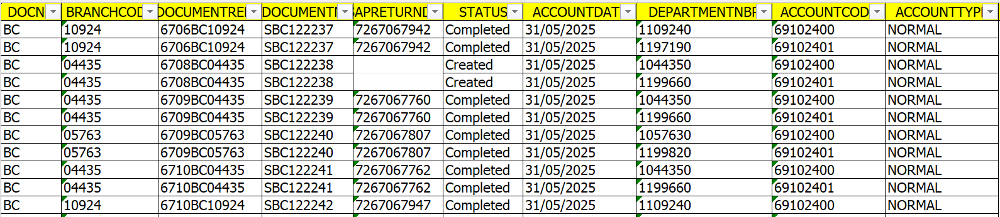 DOCN BRANCHCOD DOCUMENTRE DOCUMENT SAPRETURND STATUS ACCOUNTDAT DEPARTMENTNBR ACCOUNTCOD ACCOUNTTYP
BC 10924 6706BC10924 SBC122237 7267067942 Completed 31/05/2025 1109240 69102400 NORMAL
BC 10924 6706BC10924 SBC122237 7267067942 Completed 31/05/2025 1197190 69102401 NORMAL
BC 04435 6708BC04435 SBC122238 Created 31/05/2025 1044350 69102400 NORMAL
BC 04435 6708BC04435 SBC122238 Created 31/05/2025 1199660 69102401 NORMAL
BC 04435 6709BC04435 SBC122239 7267067760 Completed 31/05/2025 1044350 69102400 NORMAL
BC 04435 6709BC04435 SBC122239 7267067760 Completed 31/05/2025 1199660 69102401 NORMAL
BC 05763 6709BC05763 SBC122240 7267067807 Completed 31/05/2025 1057630 69102400 NORMAL
BC 05763 6709BC05763 SBC122240 7267067807 Completed 31/05/2025 1199820 69102401 NORMAL
BC 04435 6710BC04435 SBC122241 7267067762 Completed 31/05/2025 1044350 69102400 NORMAL
BC 04435 6710BC04435 SBC122241 7267067762 Completed 31/05/2025 1199660 69102401 NORMAL
BC 10924 6710BC10924 SBC122242 7267067947 Completed 31/05/2025 1109240 69102400 NORMAL